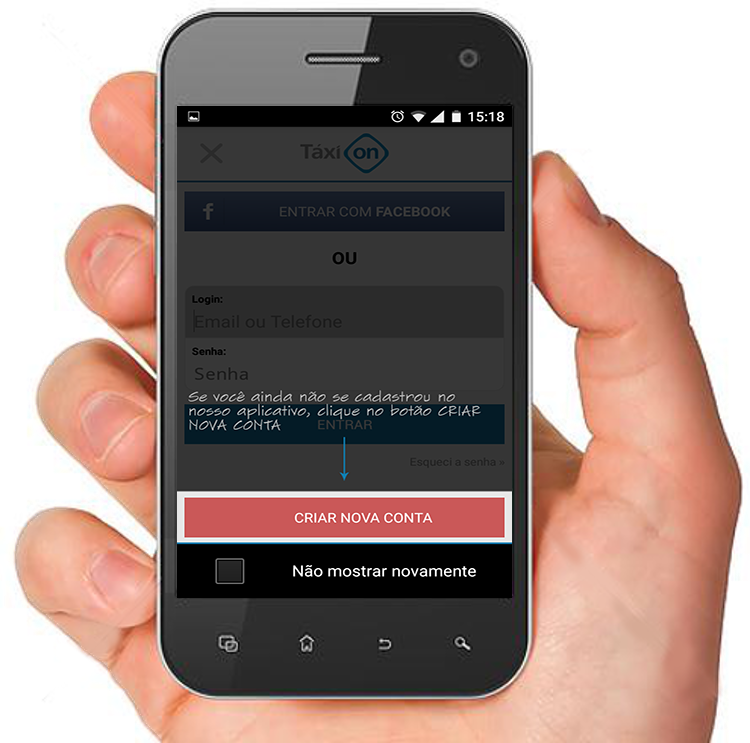 15:18
Táxi on
f ENTRAR COM FACEBOOK
OU
Login:
Email ou Telefone
Senha:
Senha
Se você ainda não se cadastrou no
nosso aplicativo, clique no botão CRIAR
NOVA CONTA
ENTRAR
Esqueci a senha »
CRIAR NOVA CONTA
Não mostrar novamente